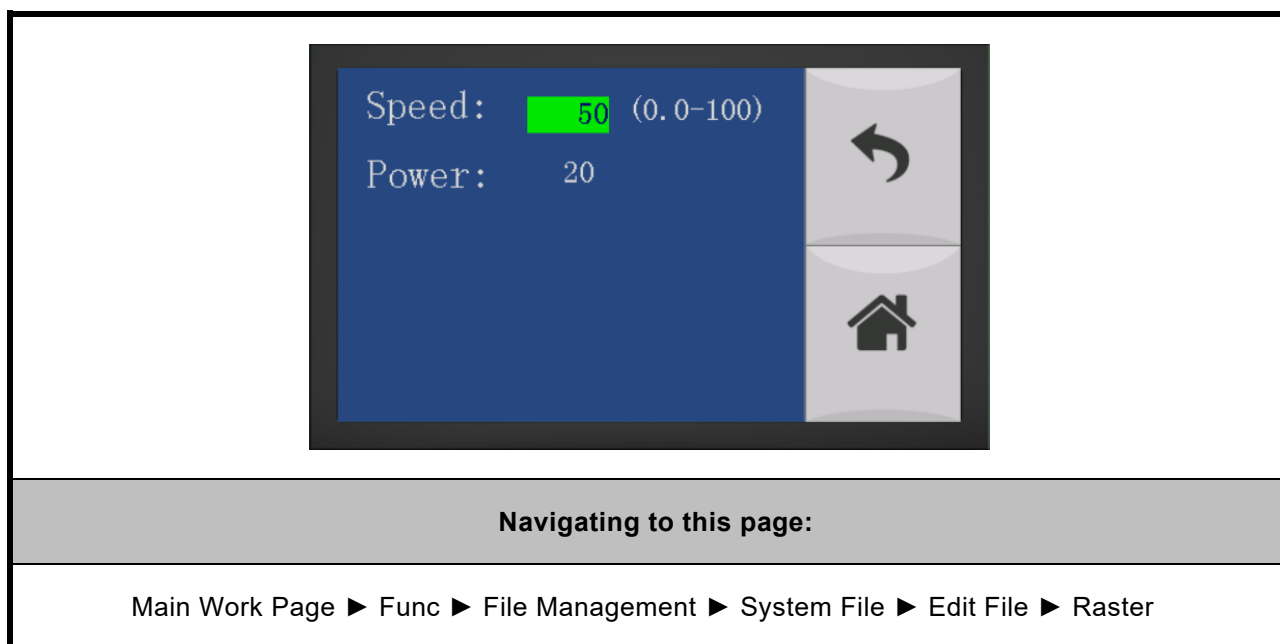 Speed: 50 (0.0-100)
Power: 20
Navigating to this page:
Main Work Page ► Func ► File Management ► System File ► Edit File ► Raster